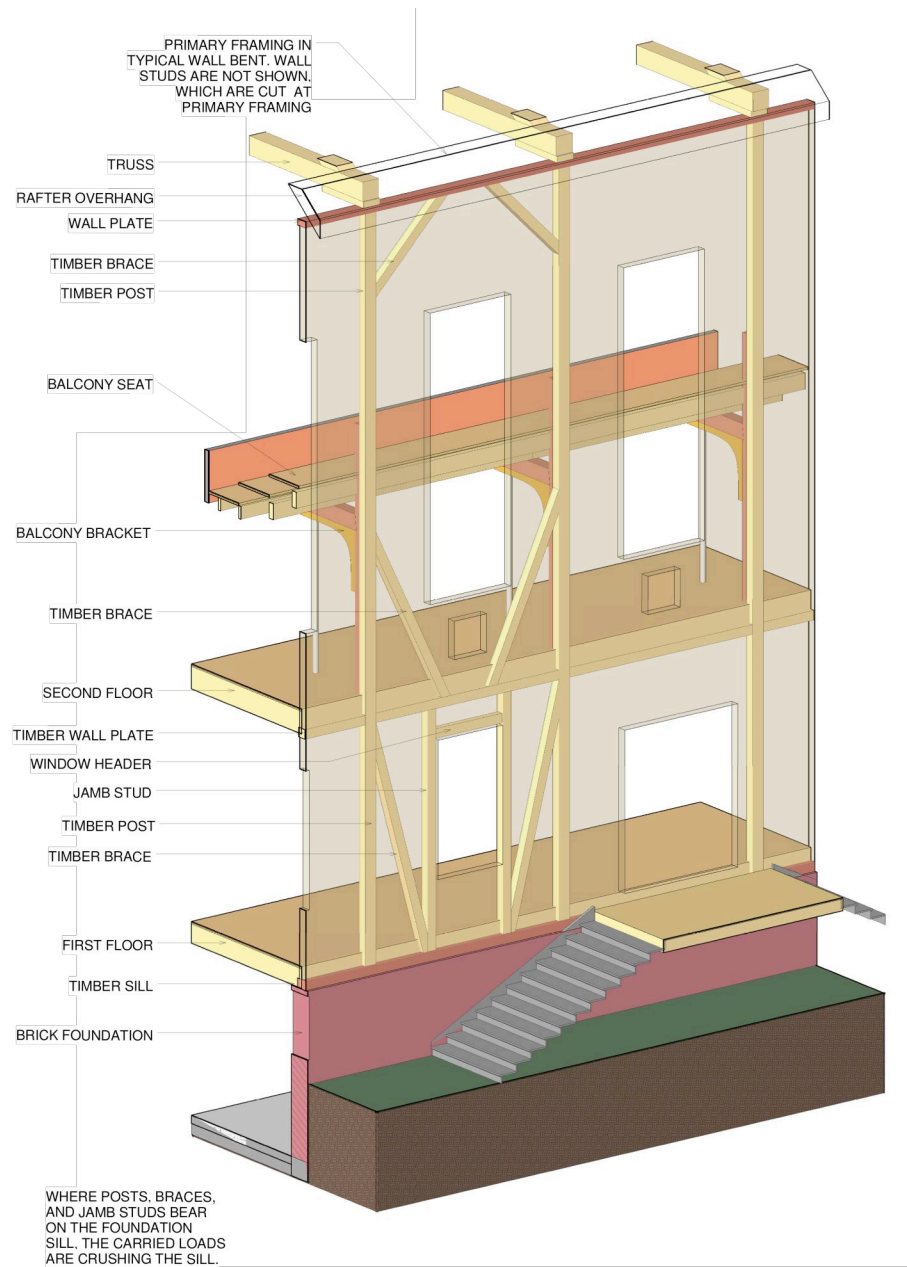 PRIMARY FRAMING IN
TYPICAL WALL BENT. WALL
STUDS ARE NOT SHOWN.
WHICH ARE CUT AT
PRIMARY FRAMING
TRUSS
RAFTER OVERHANG
WALL PLATE
TIMBER BRACE
TIMBER POST
BALCONY SEAT
BALCONY BRACKET
TIMBER BRACE
SECOND FLOOR
TIMBER WALL PLATE
WINDOW HEADER
JAMB STUD
TIMBER POST
TIMBER BRACE
FIRST FLOOR
TIMBER SILL
BRICK FOUNDATION
WHERE POSTS, BRACES,
AND JAMB STUDS BEAR
ON THE FOUNDATION
SILL, THE CARRIED LOADS
ARE CRUSHING THE SILL.